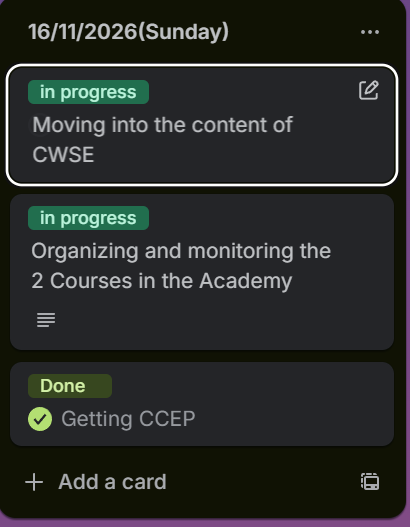 16/11/2026(Sunday)
in progress
Moving into the content of
CWSE
in progress
Organizing and monitoring the
2 Courses in the Academy
Done
Getting CCEP
Add a card